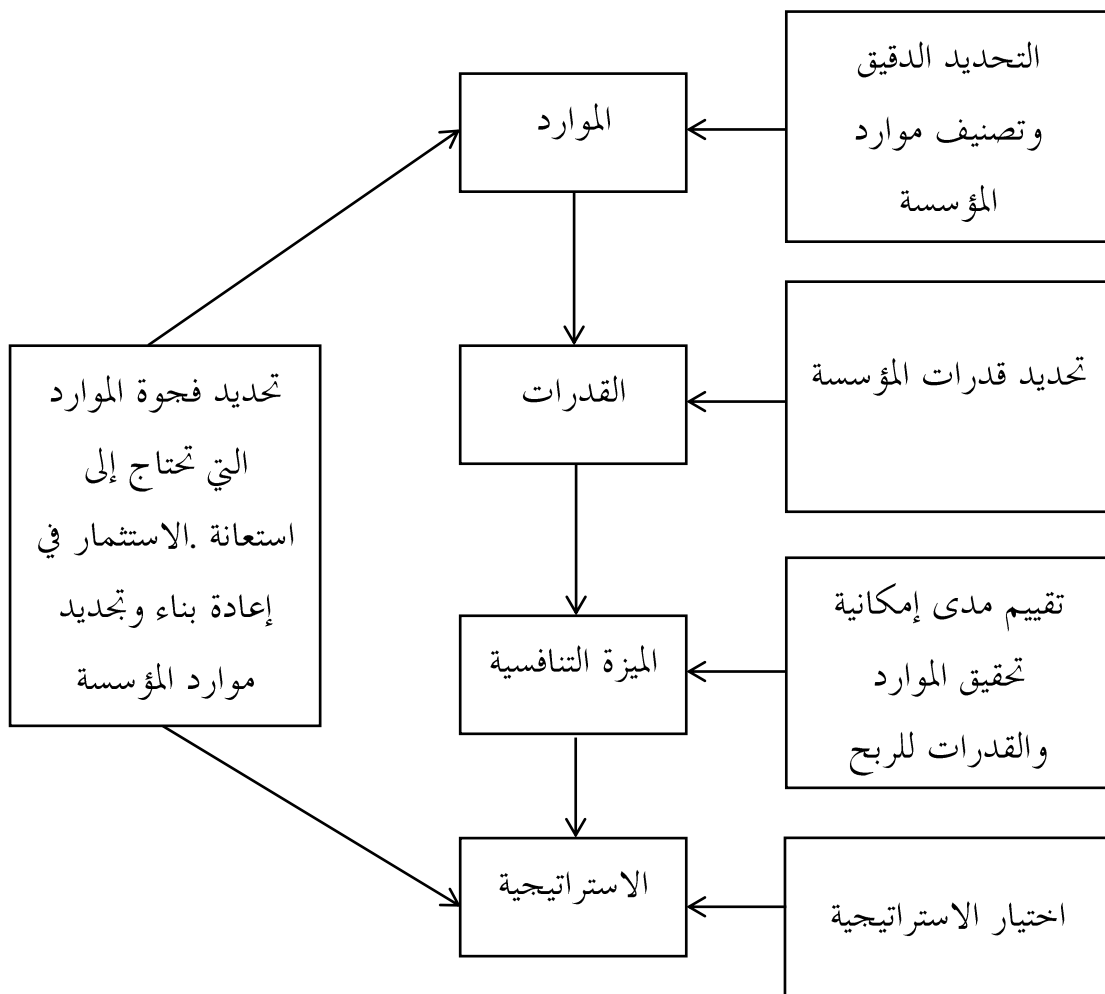 التحديد الدقيق
وتصنيف موارد
المؤسسة
الموارد
تحديد قدرات المؤسسة
القدرات
تحديد فجوة الموارد
التي تحتاج إلى
استعانة .الاستثمار في
إعادة بناء وتجديد
موارد المؤسسة
تقييم مدى إمكانية
تحقيق الموارد
والقدرات للربح
الميزة التنافسية
اختيار الاستراتيجية
الاستراتيجية